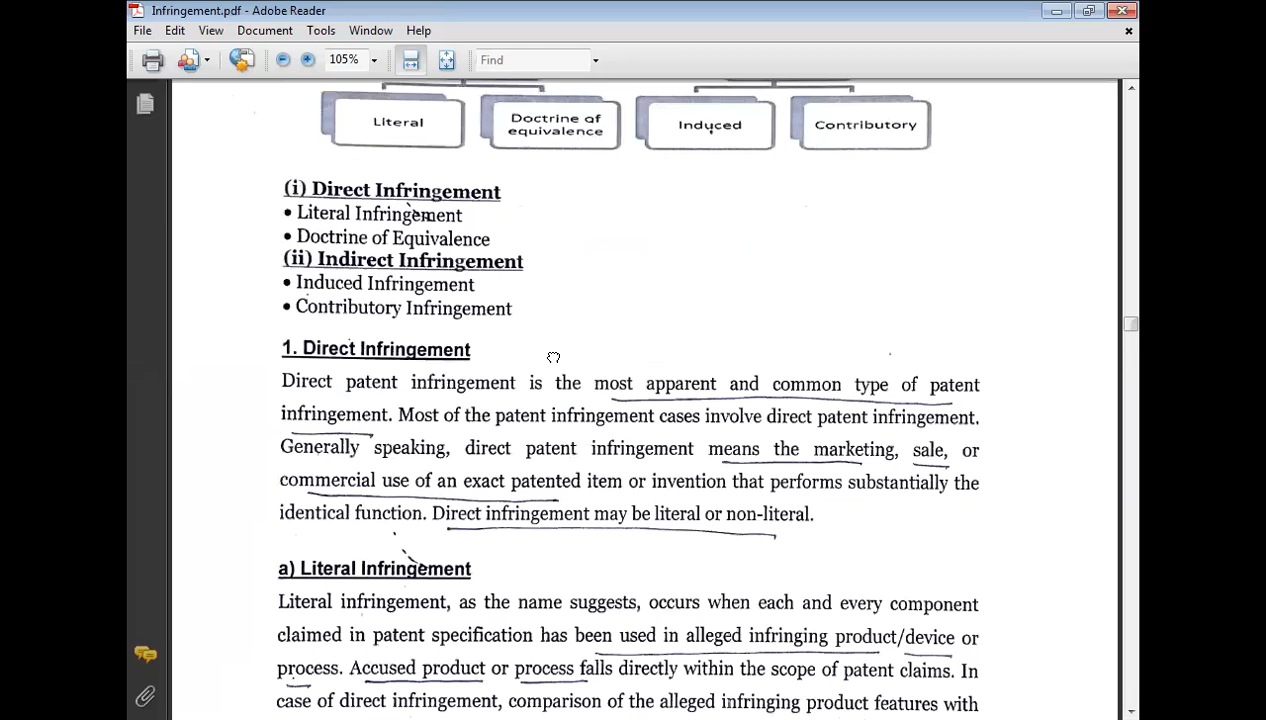 Infringement.pdf - Adobe Reader
File Edit View Document Tools Window Help
105% Find
Literal
Doctrine of
equivalence
Induced
Contributory
(i) Direct Infringement
• Literal Infringement
• Doctrine of Equivalence
(ii) Indirect Infringement
• Induced Infringement
• Contributory Infringement
1. Direct Infringement
Direct patent infringement is the most apparent and common type of patent
infringement. Most of the patent infringement cases involve direct patent infringement.
Generally speaking, direct patent infringement means the marketing, sale, or
commercial use of an exact patented item or invention that performs substantially the
identical function. Direct infringement may be literal or non-literal.
a) Literal Infringement
Literal infringement, as the name suggests, occurs when each and every component
claimed in patent specification has been used in alleged infringing product/device or
process. Accused product or process falls directly within the scope of patent claims. In
case of direct infringement, comparison of the alleged infringing product features with